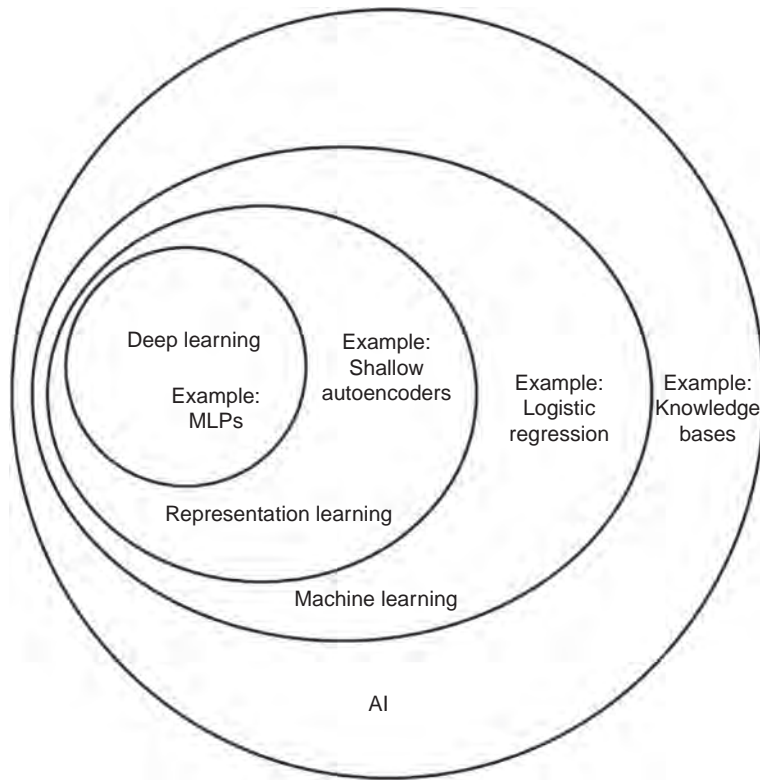 Deep learning
Example:
MLPs
Example:
Shallow
autoencoders
Example:
Logistic
regression
Example:
Knowledge
bases
Representation learning
Machine learning
AI